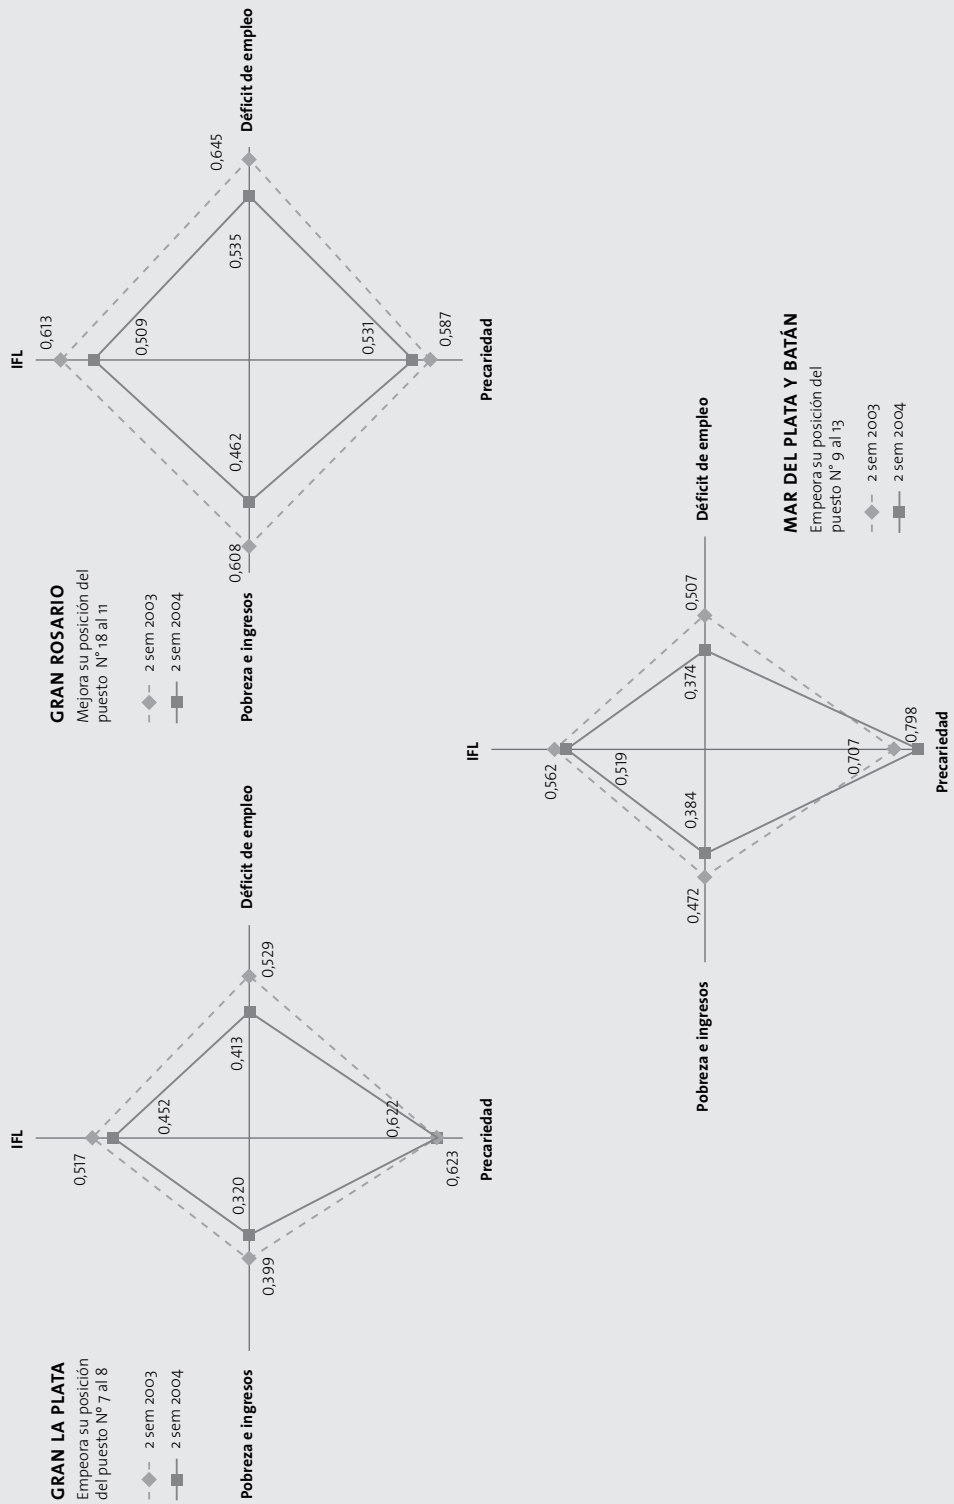 GRAN LA PLATA
Empeora su posición
del puesto N° 7 al 8
2 sem 2003
2 sem 2004
IFL
0,517
0,452
Pobreza e ingresos
0,399
0,320
0,413
0,529
Déficit de empleo
0,622
0,623
Precariedad
GRAN ROSARIO
Mejora su posición del
puesto N° 18 al 11
2 sem 2003
2 sem 2004
IFL
0,613
0,509
Pobreza e ingresos
0,608
0,462
0,535
0,645
Déficit de empleo
0,531
0,587
Precariedad
IFL
0,562
0,519
Pobreza e ingresos
0,472
0,384
0,374
0,507
Déficit de empleo
0,707
0,798
Precariedad
MAR DEL PLATA Y BATÁN
Empeora su posición del
puesto N° 9 al 13
2 sem 2003
2 sem 2004